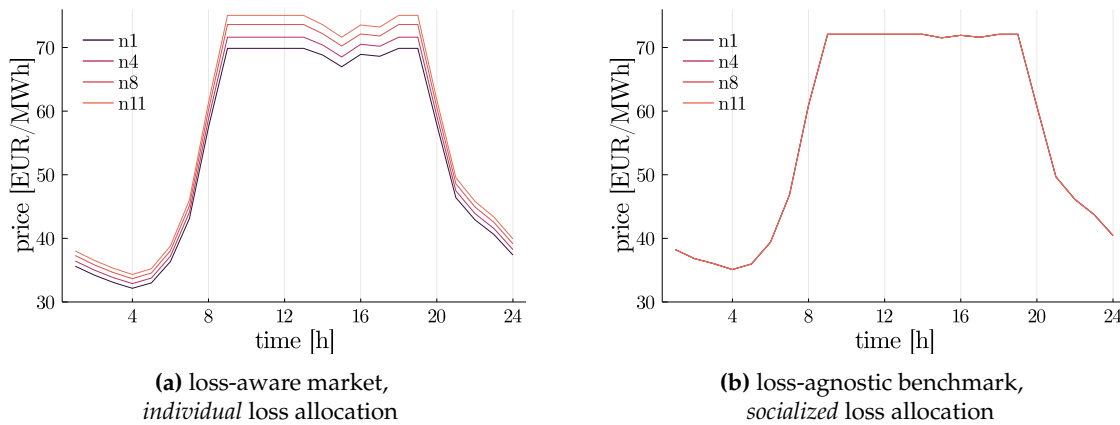 price [EUR/MWh]
70
60
50
40
30
n1
n4
n8
n11
4
8
12
16
20
24
time [h]
(a) loss-aware market,
individual loss allocation
price [EUR/MWh]
70
60
50
40
30
n1
n4
n8
n11
4
8
12
16
20
24
time [h]
(b) loss-agnostic benchmark,
socialized loss allocation